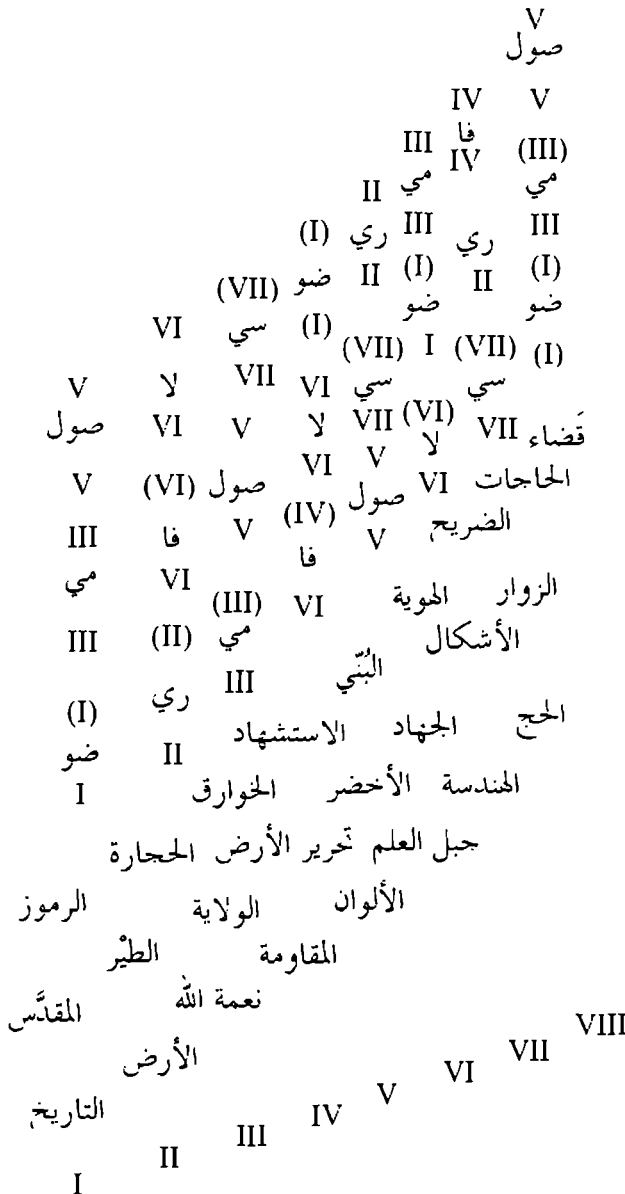 V
صول
IV V
فا
III IV (III)
مي مي
II
(I) ري III ري III
(VII) ضو II (I) II (I)
ضو ضو
VI سي (I) (VII) I (VII) (I)
V لا VII VI سي سي
صول VI V لا VII (VI) VII قَضاء
لا
V (VI) صول VI V صول VI الحاجات
III فا V (IV) V الضريح
فا
مي VI (III) VI الهوية الزوار
III (II) مي الأشكال
(I) ري III البُنّي
ضو II الحج الجهاد الاستشهاد
I الهندسة الأخضر الخوارق
جبل العلم تحرير الأرض الحجارة
الألوان الولاية الرموز
المقاومة الطيْر
نعمة الله المقدَّس
الأرض
التاريخ
I II III IV V VI VII VIII